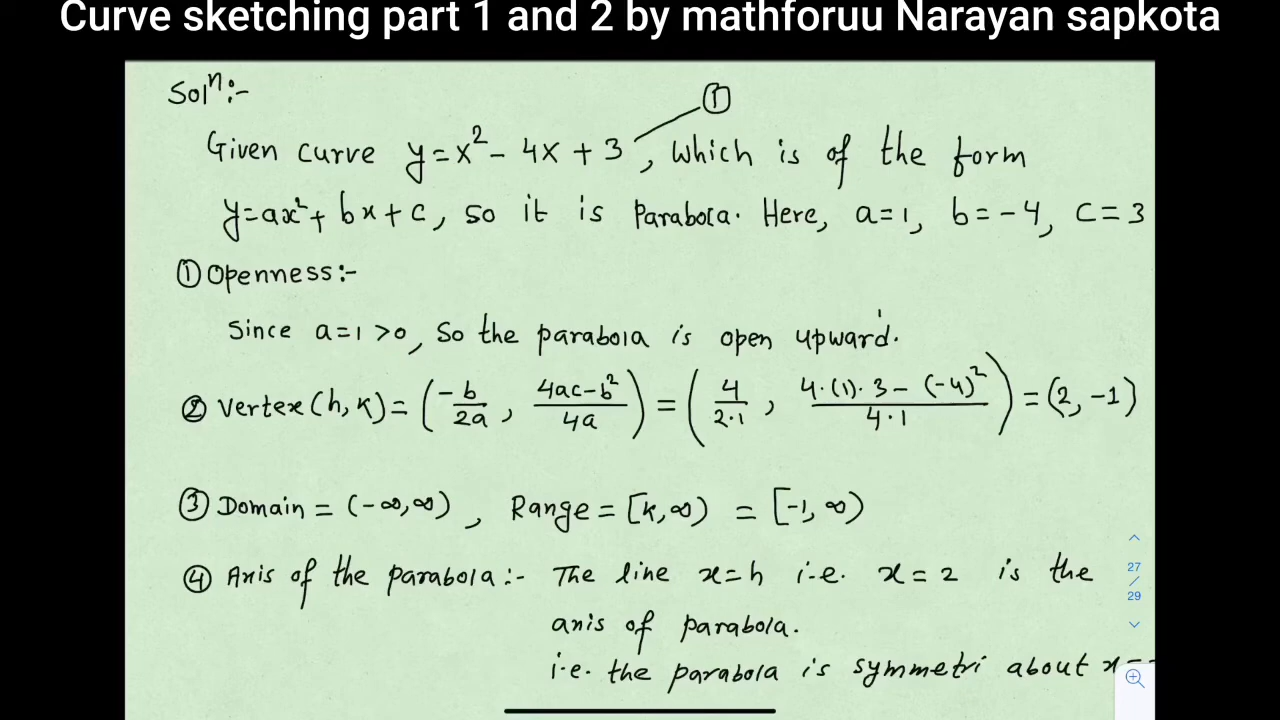 Curve sketching part 1 and 2 by mathforuu Narayan sapkota
Solⁿ:-
①
Given curve y=x²- 4x + 3 , which is of the form
y=ax²+ bx + c, so it is Parabola. Here, a=1, b=-4, c=3
① Openness:-
Since a=1 >0, So the parabola is open upward.
② Vertex(h,k)= (-b/2a , 4ac-b²/4a) = (4/2·1 , 4·(1)·3-(-4)²/4·1) = (2,-1)
③ Domain = (-∞,∞) , Range = [k,∞) = [-1, ∞)
27
/
29
④ Axis of the parabola:- The line x=h i.e. x=2 is the
axis of parabola.
i.e. the parabola is symmetri about